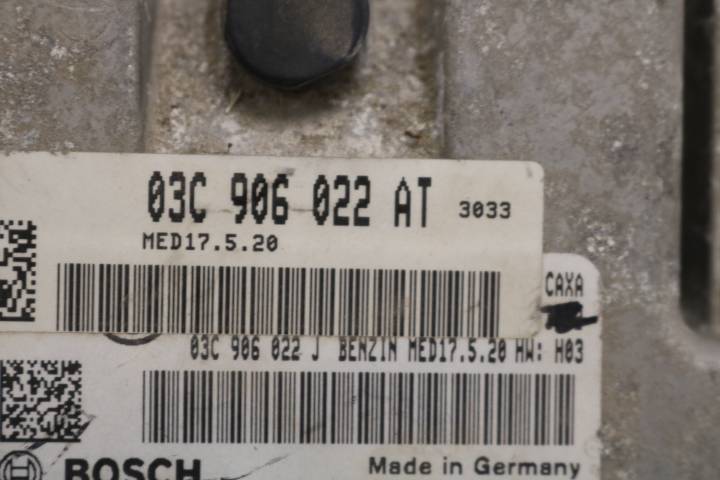 03C 906 022 AT 3033
MED17.5.20
CAXA
03C 906 022 J BENZIN MED17.5.20 HW: H03
BOSCH
Made in Germany